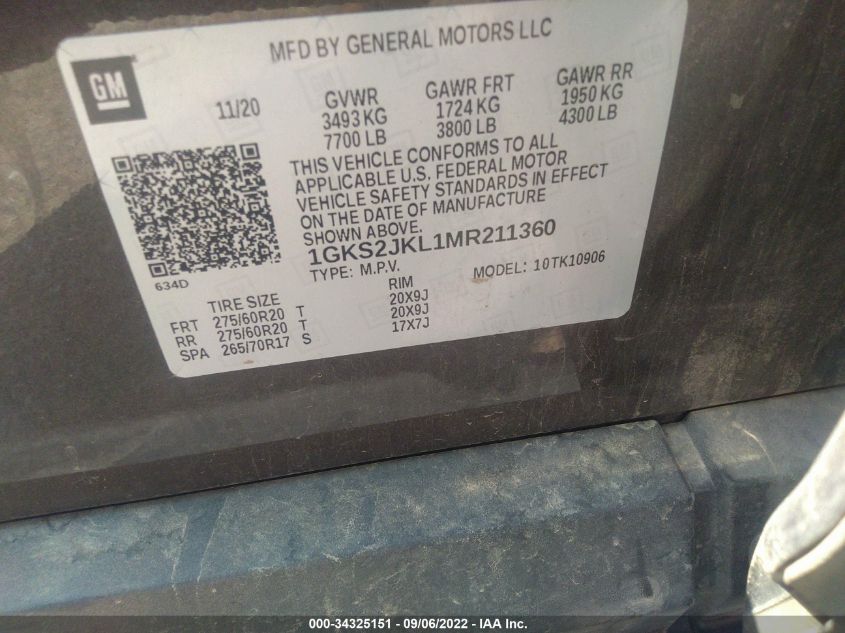 MFD BY GENERAL MOTORS LLC
GM
11/20
GVWR GAWR FRT GAWR RR
3493 KG 1724 KG 1950 KG
7700 LB 3800 LB 4300 LB
THIS VEHICLE CONFORMS TO ALL
APPLICABLE U.S. FEDERAL MOTOR
VEHICLE SAFETY STANDARDS IN EFFECT
ON THE DATE OF MANUFACTURE
SHOWN ABOVE.
1GKS2JKL1MR211360
TYPE: M.P.V. MODEL: 10TK10906
634D
TIRE SIZE RIM
FRT 275/60R20 T 20X9J
RR 275/60R20 T 20X9J
SPA 265/70R17 S 17X7J
000-34325151 - 09/06/2022 - IAA Inc.